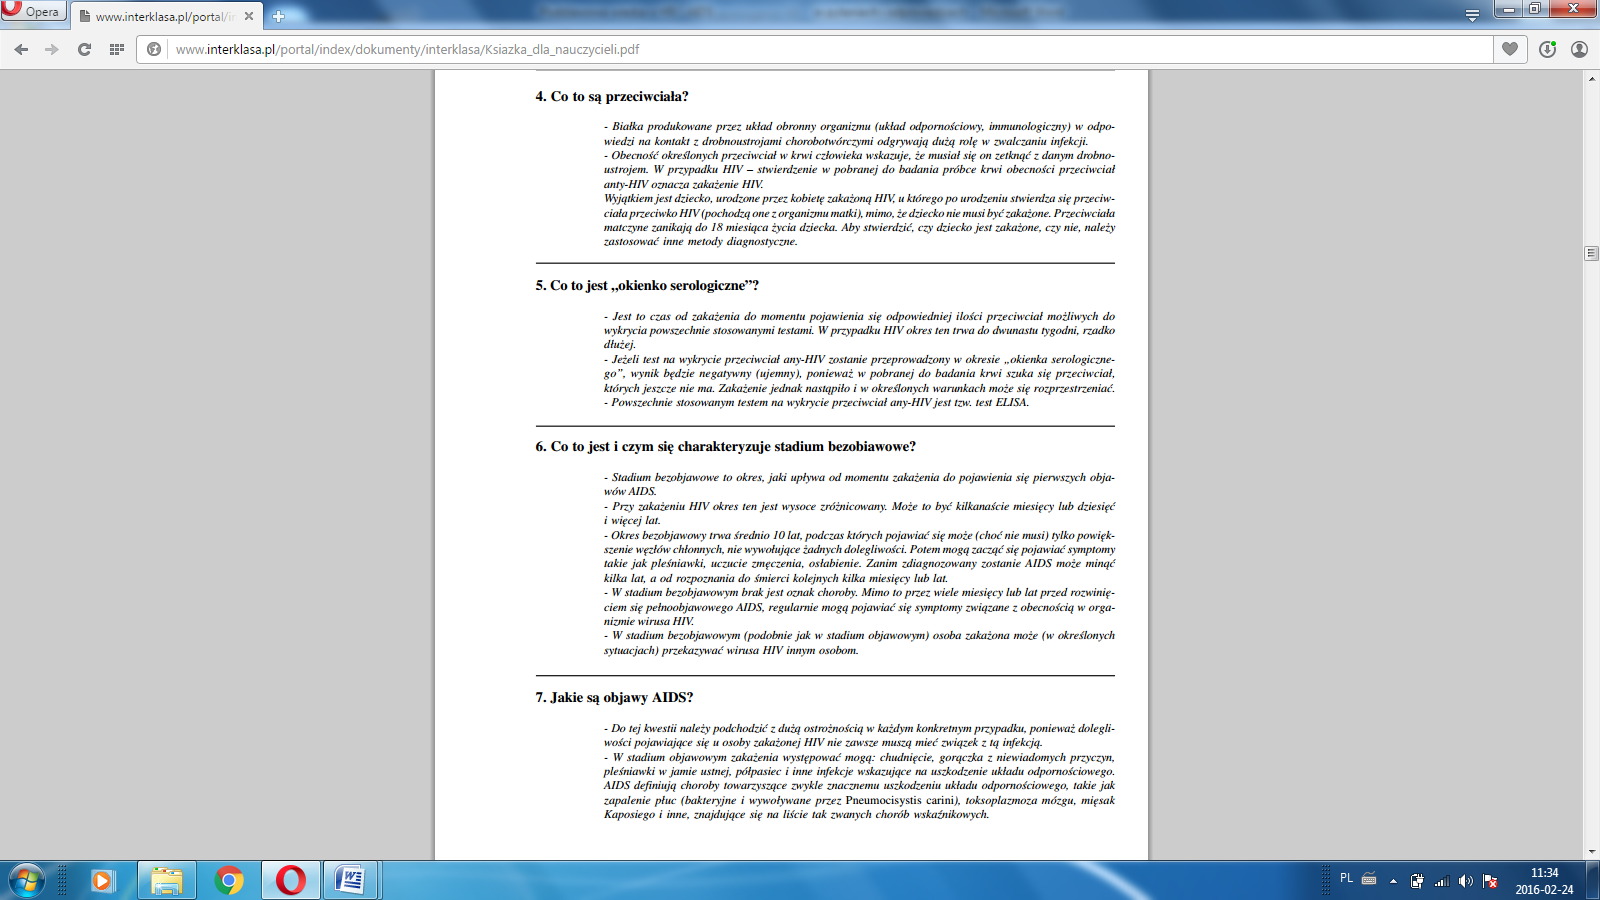 Opera
www.interklasa.pl/portal/i
www.interklasa.pl/portal/index/dokumenty/interklasa/Ksiazka_dla_nauczycieli.pdf
4. Co to są przeciwciała?
- Białka produkowane przez układ obronny organizmu (układ odpornościowy, immunologiczny) w odpo-
wiedzi na kontakt z drobnoustrojami chorobotwórczymi odgrywają dużą rolę w zwalczaniu infekcji.
- Obecność określonych przeciwciał w krwi człowieka wskazuje, że musiał się on zetknąć z danym drobno-
ustrojem. W przypadku HIV – stwierdzenie w pobranej do badania próbce krwi obecności przeciwciał
anty-HIV oznacza zakażenie HIV.
Wyjątkiem jest dziecko, urodzone przez kobietę zakażoną HIV, u którego po urodzeniu stwierdza się przeciw-
ciała przeciwko HIV (pochodzą one z organizmu matki), mimo, że dziecko nie musi być zakażone. Przeciwciała
matczyne zanikają do 18 miesiąca życia dziecka. Aby stwierdzić, czy dziecko jest zakażone, czy nie, należy
zastosować inne metody diagnostyczne.
5. Co to jest „okienko serologiczne”?
- Jest to czas od zakażenia do momentu pojawienia się odpowiedniej ilości przeciwciał możliwych do
wykrycia powszechnie stosowanymi testami. W przypadku HIV okres ten trwa do dwunastu tygodni, rzadko
dłużej.
- Jeżeli test na wykrycie przeciwciał any-HIV zostanie przeprowadzony w okresie „okienka serologiczne-
go”, wynik będzie negatywny (ujemny), ponieważ w pobranej do badania krwi szuka się przeciwciał,
których jeszcze nie ma. Zakażenie jednak nastąpiło i w określonych warunkach może się rozprzestrzeniać.
- Powszechnie stosowanym testem na wykrycie przeciwciał any-HIV jest tzw. test ELISA.
6. Co to jest i czym się charakteryzuje stadium bezobiawowe?
- Stadium bezobjawowe to okres, jaki upływa od momentu zakażenia do pojawienia się pierwszych obja-
wów AIDS.
- Przy zakażeniu HIV okres ten jest wysoce zróżnicowany. Może to być kilkanaście miesięcy lub dziesięć
i więcej lat.
- Okres bezobjawowy trwa średnio 10 lat, podczas których pojawiać się może (choć nie musi) tylko powięk-
szenie węzłów chłonnych, nie wywołujące żadnych dolegliwości. Potem mogą zacząć się pojawiać symptomy
takie jak pleśniawki, uczucie zmęczenia, osłabienie. Zanim zdiagnozowany zostanie AIDS może minąć
kilka lat, a od rozpoznania do śmierci kolejnych kilka miesięcy lub lat.
- W stadium bezobjawowym brak jest oznak choroby. Mimo to przez wiele miesięcy lub lat przed rozwinię-
ciem się pełnoobjawowego AIDS, regularnie mogą pojawiać się symptomy związane z obecnością w orga-
nizmie wirusa HIV.
- W stadium bezobjawowym (podobnie jak w stadium objawowym) osoba zakażona może (w określonych
sytuacjach) przekazywać wirusa HIV innym osobom.
7. Jakie są objawy AIDS?
- Do tej kwestii należy podchodzić z dużą ostrożnością w każdym konkretnym przypadku, ponieważ dolegli-
wości pojawiające się u osoby zakażonej HIV nie zawsze muszą mieć związek z tą infekcją.
- W stadium objawowym zakażenia występować mogą: chudnięcie, gorączka z niewiadomych przyczyn,
pleśniawki w jamie ustnej, półpasiec i inne infekcje wskazujące na uszkodzenie układu odpornościowego.
AIDS definiują choroby towarzyszące zwykle znacznemu uszkodzeniu układu odpornościowego, takie jak
zapalenie płuc (bakteryjne i wywoływane przez Pneumocisystis carini), toksoplazmoza mózgu, mięsak
Kaposiego i inne, znajdujące się na liście tak zwanych chorób wskaźnikowych.
PL
11:34
2016-02-24